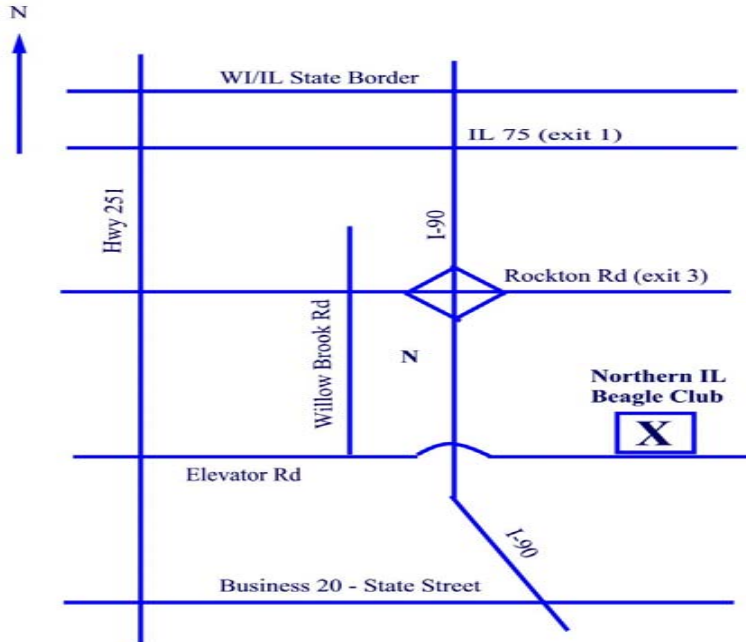 N
WI/IL State Border
IL 75 (exit 1)
Hwy 251
I-90
Rockton Rd (exit 3)
Willow Brook Rd
N
Northern IL
Beagle Club
X
Elevator Rd
I-90
Business 20 - State Street